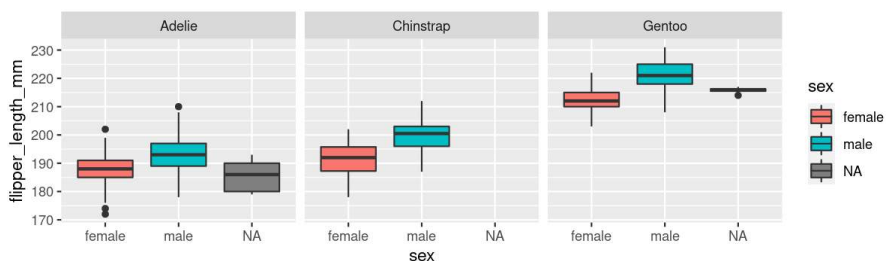 Adelie Chinstrap Gentoo
flipper_length_mm
230
220
210
200
190
180
170
female male NA female male NA female male NA
sex
sex
female
male
NA